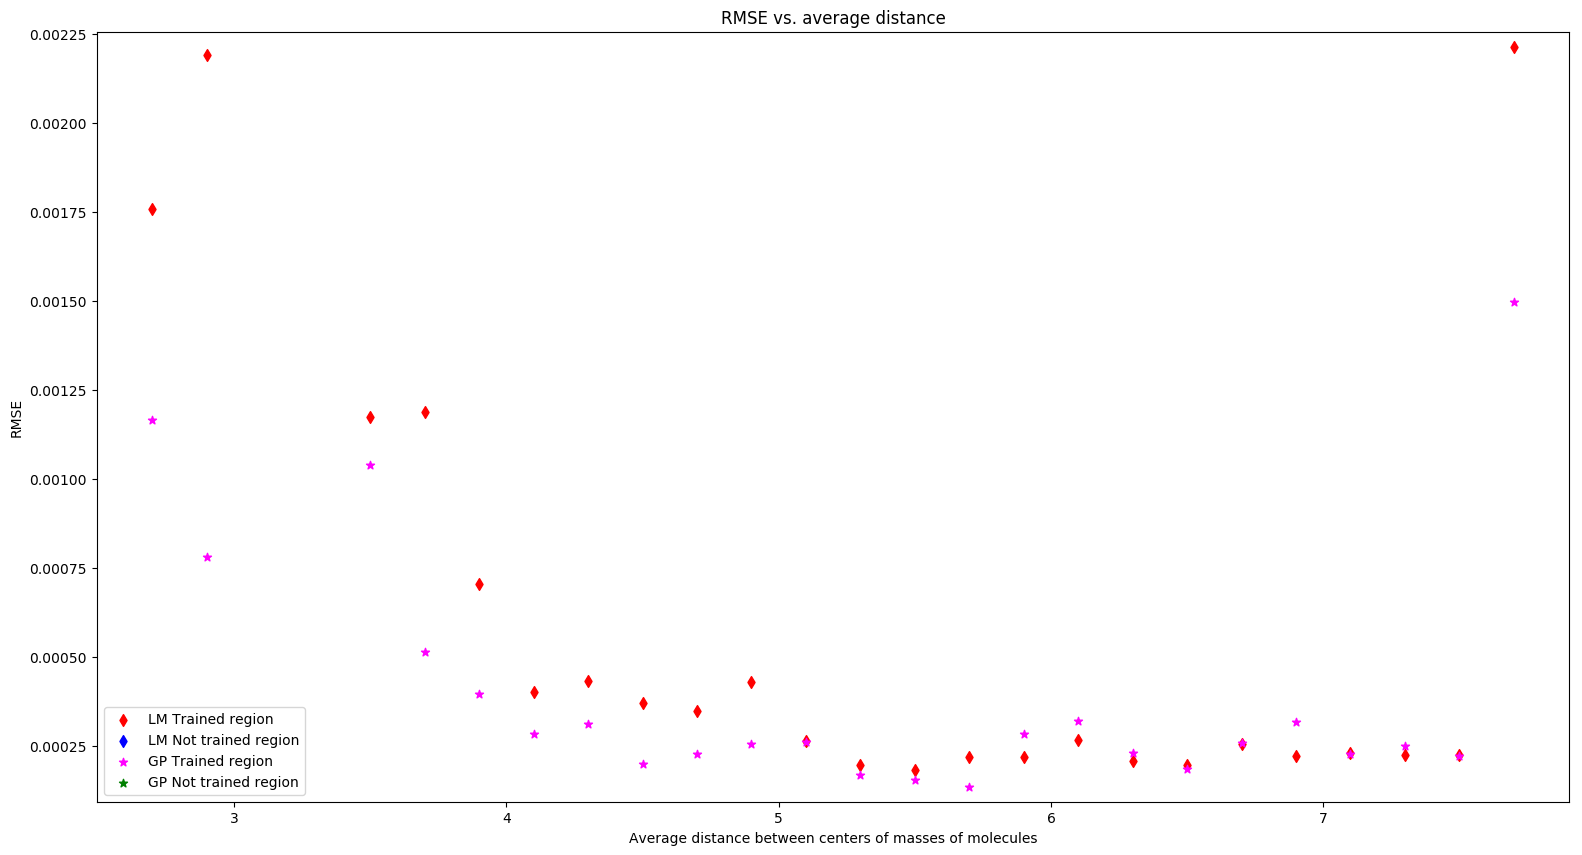 RMSE vs. average distance
0.00225
0.00200
0.00175
0.00150
0.00125
0.00100
0.00075
0.00050
0.00025
RMSE
LM Trained region
LM Not trained region
GP Trained region
GP Not trained region
3 4 5 6 7
Average distance between centers of masses of molecules